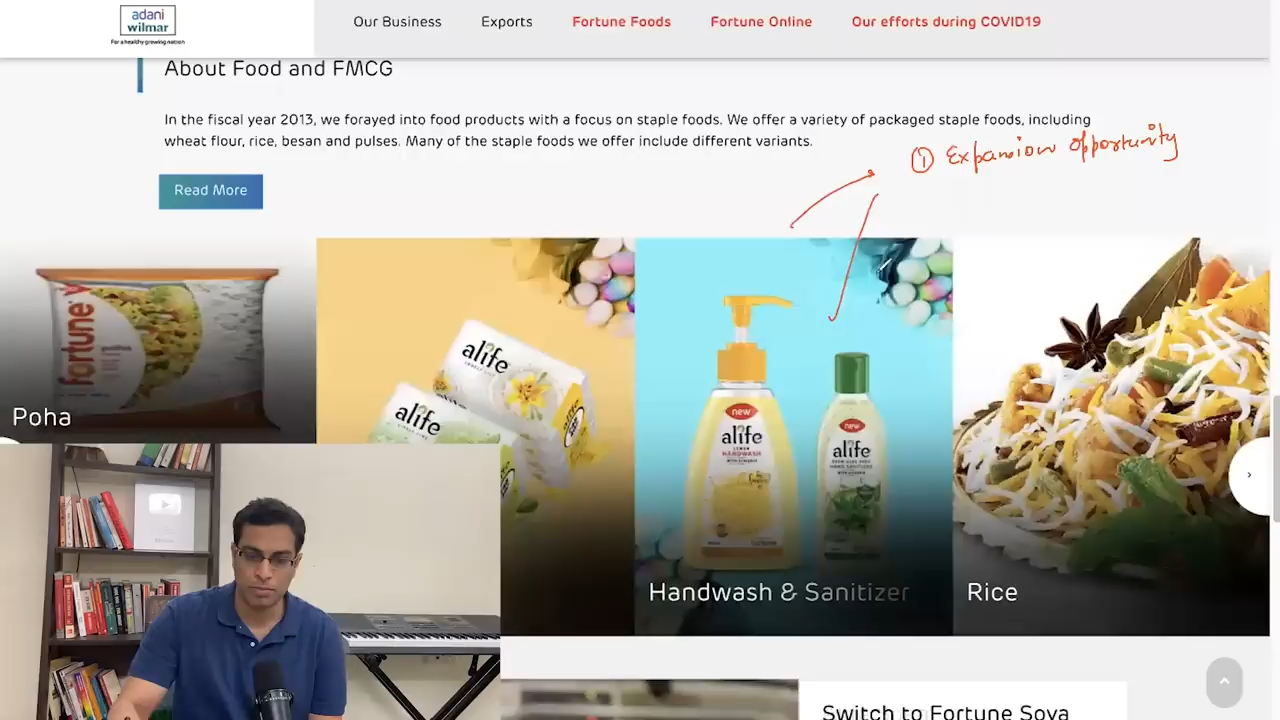 adani
wilmar
For a healthy growing nation
Our Business
Exports
Fortune Foods
Fortune Online
Our efforts during COVID19
About Food and FMCG
In the fiscal year 2013, we forayed into food products with a focus on staple foods. We offer a variety of packaged staple foods, including
wheat flour, rice, besan and pulses. Many of the staple foods we offer include different variants.
① Expansion opportunity
Read More
fortune
Poha
alife
alife
new
alife
HANDWASH
new
alife
HAND SANITIZER
Handwash & Sanitizer
Rice
Switch to Fortune Soya